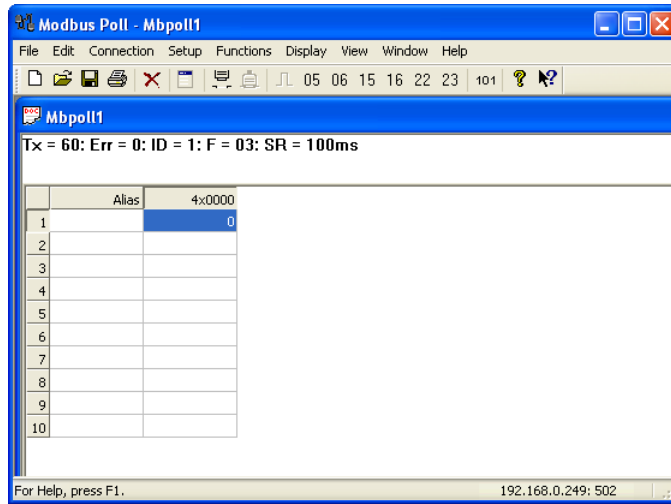 Modbus Poll - Mbpoll1
File Edit Connection Setup Functions Display View Window Help
05 06 15 16 22 23 101
DOC Mbpoll1
Tx = 60: Err = 0: ID = 1: F = 03: SR = 100ms
Alias 4x0000
1 0
2
3
4
5
6
7
8
9
10
For Help, press F1. 192.168.0.249: 502